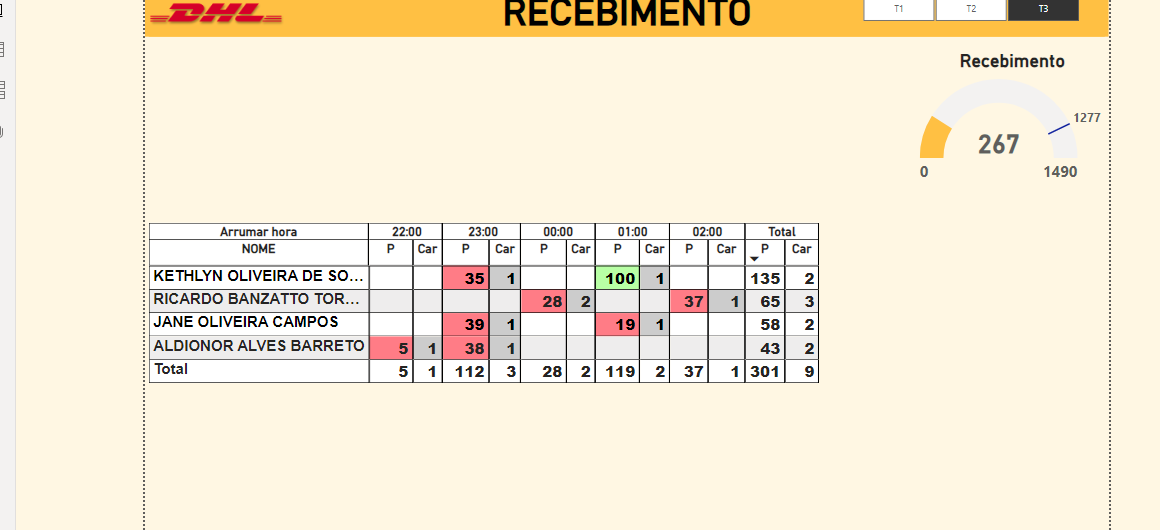 DHL
RECEBIMENTO
T1 T2 T3
Recebimento
1277
267
0 1490
Arrumar hora 22:00 23:00 00:00 01:00 02:00 Total
NOME P Car P Car P Car P Car P Car P Car
KETHLYN OLIVEIRA DE SO... 35 1 100 1 135 2
RICARDO BANZATTO TOR... 28 2 37 1 65 3
JANE OLIVEIRA CAMPOS 39 1 19 1 58 2
ALDIONOR ALVES BARRETO 5 1 38 1 43 2
Total 5 1 112 3 28 2 119 2 37 1 301 9